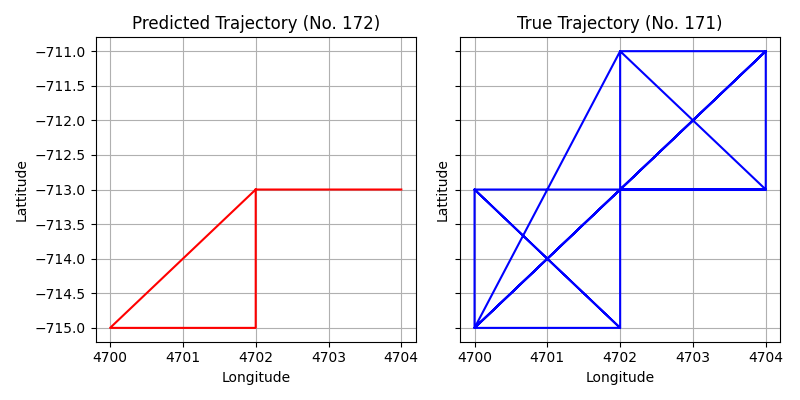 Predicted Trajectory (No. 172)
True Trajectory (No. 171)
−711.0
−711.5
−712.0
−712.5
−713.0
−713.5
−714.0
−714.5
−715.0
Lattitude
Lattitude
4700 4701 4702 4703 4704
4700 4701 4702 4703 4704
Longitude
Longitude